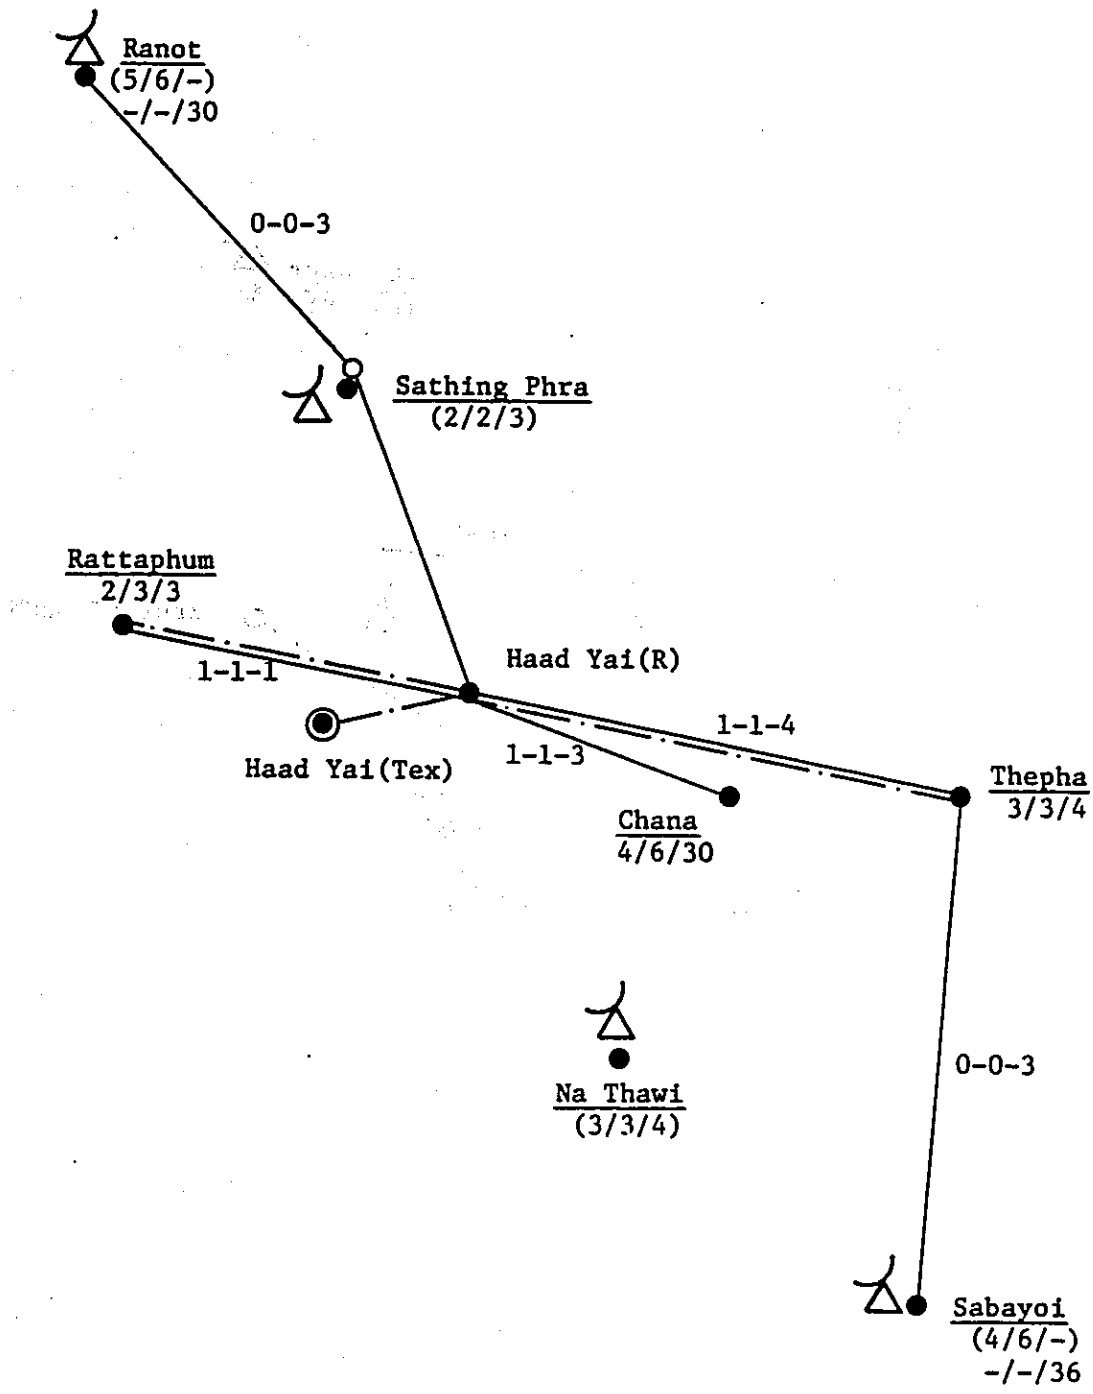 Ranot
(5/6/-)
-/-/30
0-0-3
Sathing Phra
(2/2/3)
Rattaphum
2/3/3
1-1-1
Haad Yai(R)
1-1-4
Haad Yai(Tex)
1-1-3
Thepha
3/3/4
Chana
4/6/30
Na Thawi
(3/3/4)
0-0-3
Sabayoi
(4/6/-)
-/-/36